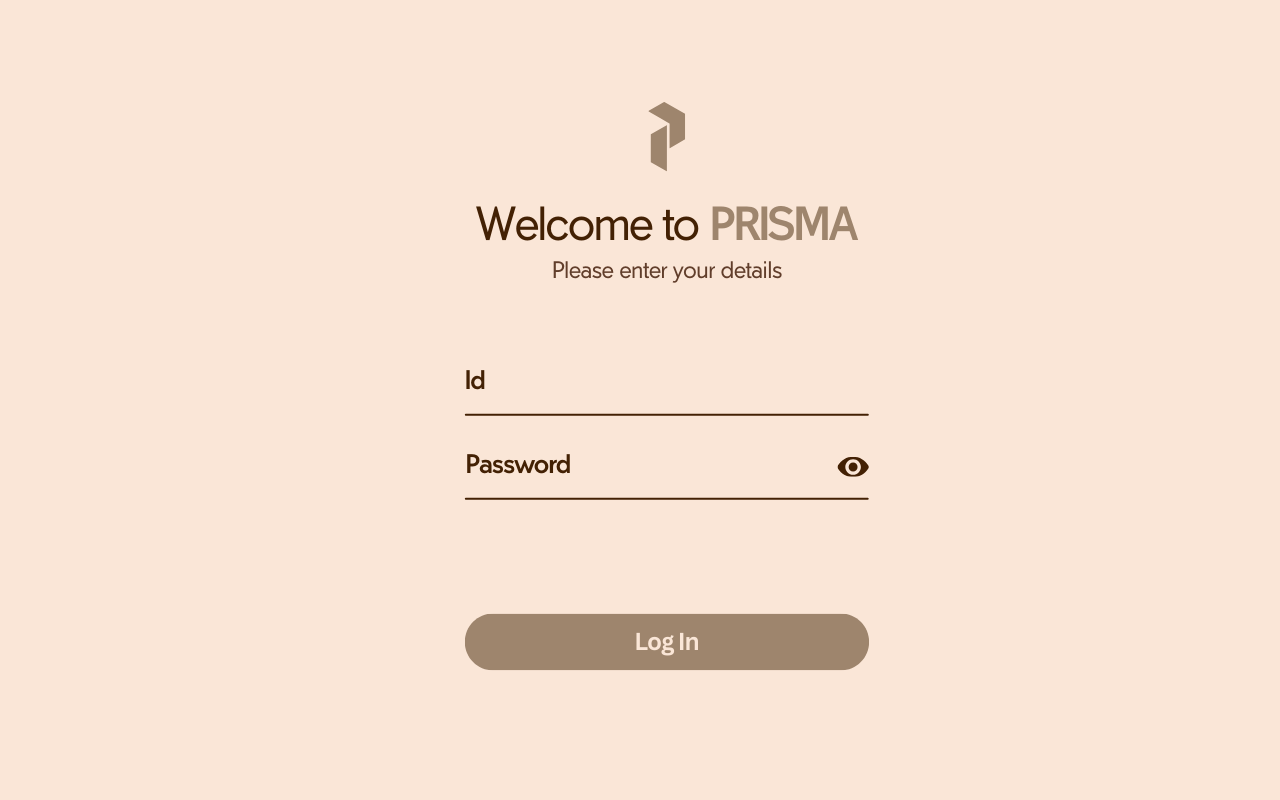 Welcome to PRISMA
Please enter your details
Id
Password
Log In